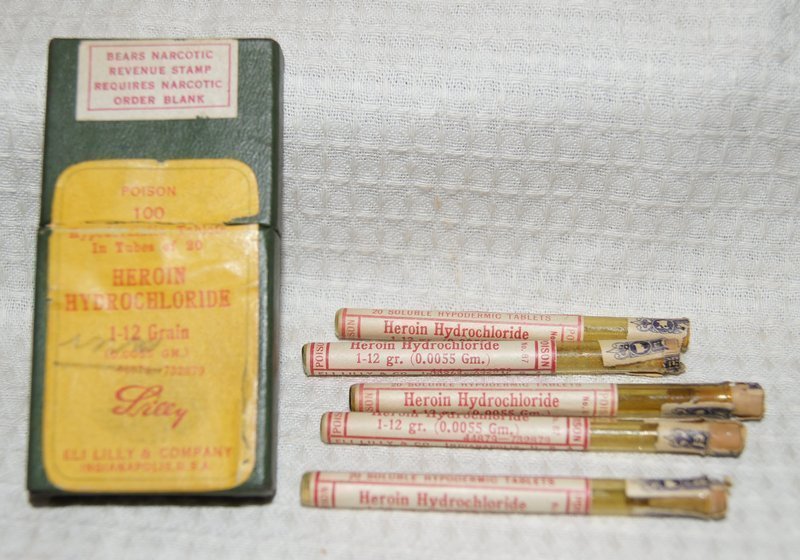 BEARS NARCOTIC
REVENUE STAMP
REQUIRES NARCOTIC
ORDER BLANK
POISON
100
In Tubes of 20
HEROIN
HYDROCHLORIDE
1-12 Grain
(0.0055 GM.)
Lilly
ELI LILLY & COMPANY
INDIANAPOLIS, U.S.A.
20 SOLUBLE HYPODERMIC TABLETS
Heroin Hydrochloride
POISON
Heroin Hydrochloride
1-12 gr. (0.0055 Gm.)
POISON
20 SOLUBLE HYPODERMIC TABLETS
Heroin Hydrochloride
1-12 gr. (0.0055 Gm.)
20 SOLUBLE HYPODERMIC TABLETS
Heroin Hydrochloride